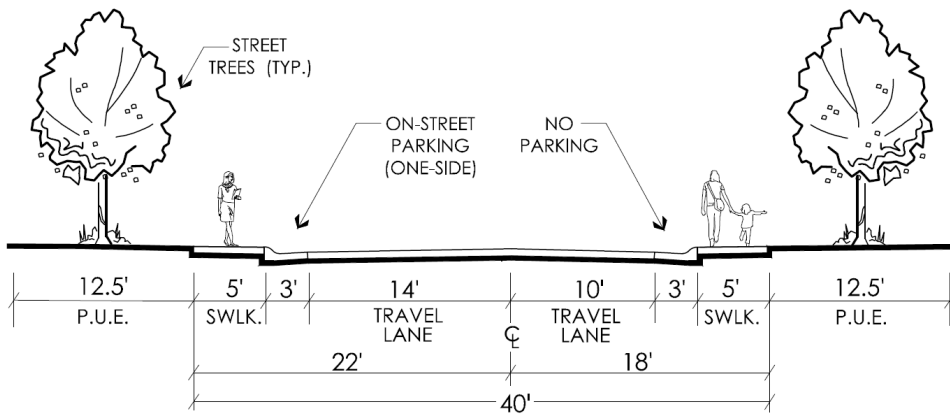 STREET
TREES (TYP.)
ON-STREET
PARKING
(ONE-SIDE)
NO
PARKING
12.5' 5' 3' 14' 10' 3' 5' 12.5'
P.U.E. SWLK. TRAVEL LANE ℄ TRAVEL LANE SWLK. P.U.E.
22' 18'
40'